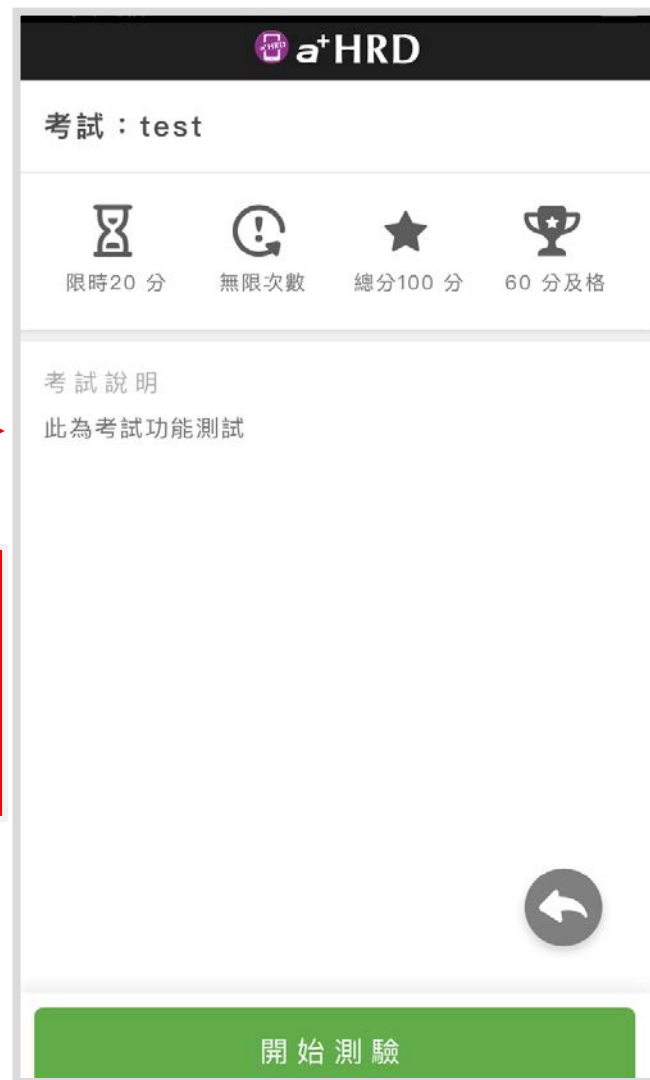 a+HRD
考試：test
限時20 分
無限次數
總分100 分
60 分及格
考試說明
此為考試功能測試
開始測驗